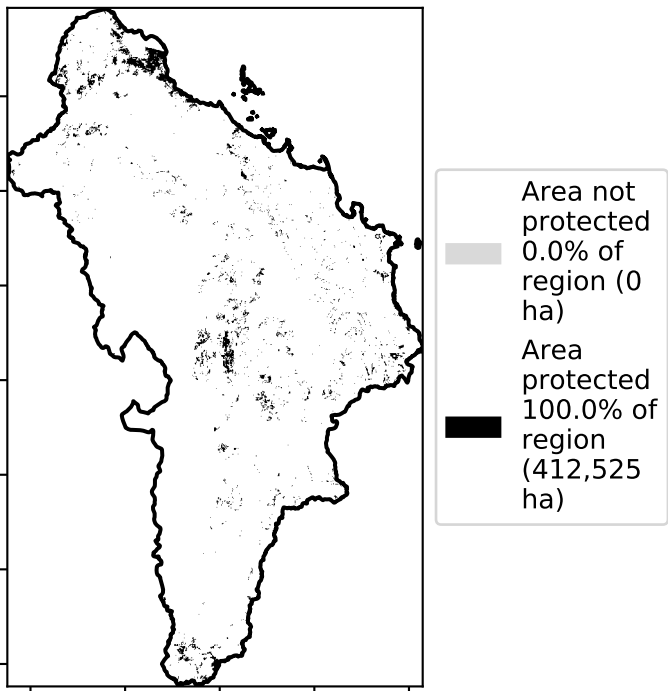 Area not
protected
0.0% of
region (0
ha)
Area
protected
100.0% of
region
(412,525
ha)